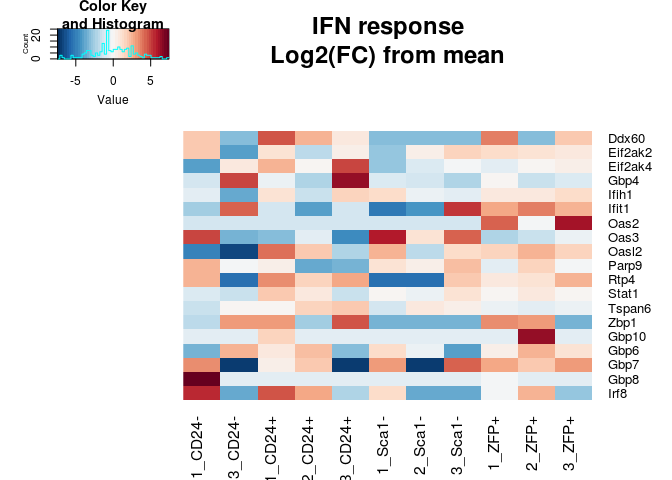 Color Key
and Histogram
Count
0
20
-5
0
5
Value
IFN response
Log2(FC) from mean
Ddx60
Eif2ak2
Eif2ak4
Gbp4
Ifih1
Ifit1
Oas2
Oas3
Oasl2
Parp9
Rtp4
Stat1
Tspan6
Zbp1
Gbp10
Gbp6
Gbp7
Gbp8
Irf8
1_CD24-
3_CD24-
1_CD24+
2_CD24+
3_CD24+
1_Sca1-
2_Sca1-
3_Sca1-
1_ZFP+
2_ZFP+
3_ZFP+